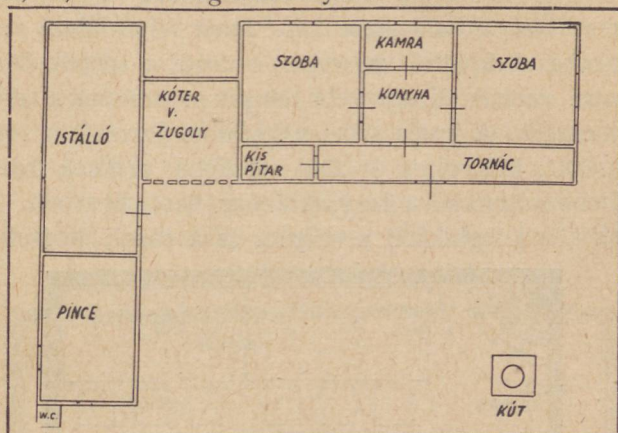 KAMRA
SZOBA
SZOBA
KÓTER
V.
ZUGOLY
KONYHA
ISTÁLLÓ
KIS
PITAR
TORNÁC
PINCE
W.C.
KÚT